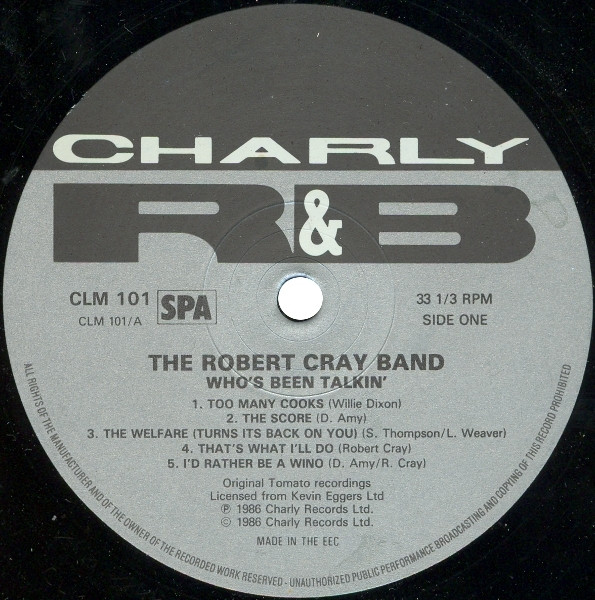 CHARLY
R&B
CLM 101 SPA 33 1/3 RPM
CLM 101/A SIDE ONE
THE ROBERT CRAY BAND
WHO'S BEEN TALKIN'
1. TOO MANY COOKS (Willie Dixon)
2. THE SCORE (D. Amy)
3. THE WELFARE (TURNS ITS BACK ON YOU) (S. Thompson/L. Weaver)
4. THAT'S WHAT I'LL DO (Robert Cray)
5. I'D RATHER BE A WINO (D. Amy/R. Cray)
Original Tomato recordings
Licensed from Kevin Eggers Ltd
℗ 1986 Charly Records Ltd.
© 1986 Charly Records Ltd.
MADE IN THE EEC
ALL RIGHTS OF THE MANUFACTURER AND OF THE OWNER OF THE RECORDED WORK RESERVED - UNAUTHORIZED PUBLIC PERFORMANCE BROADCASTING AND COPYING OF THIS RECORD PROHIBITED